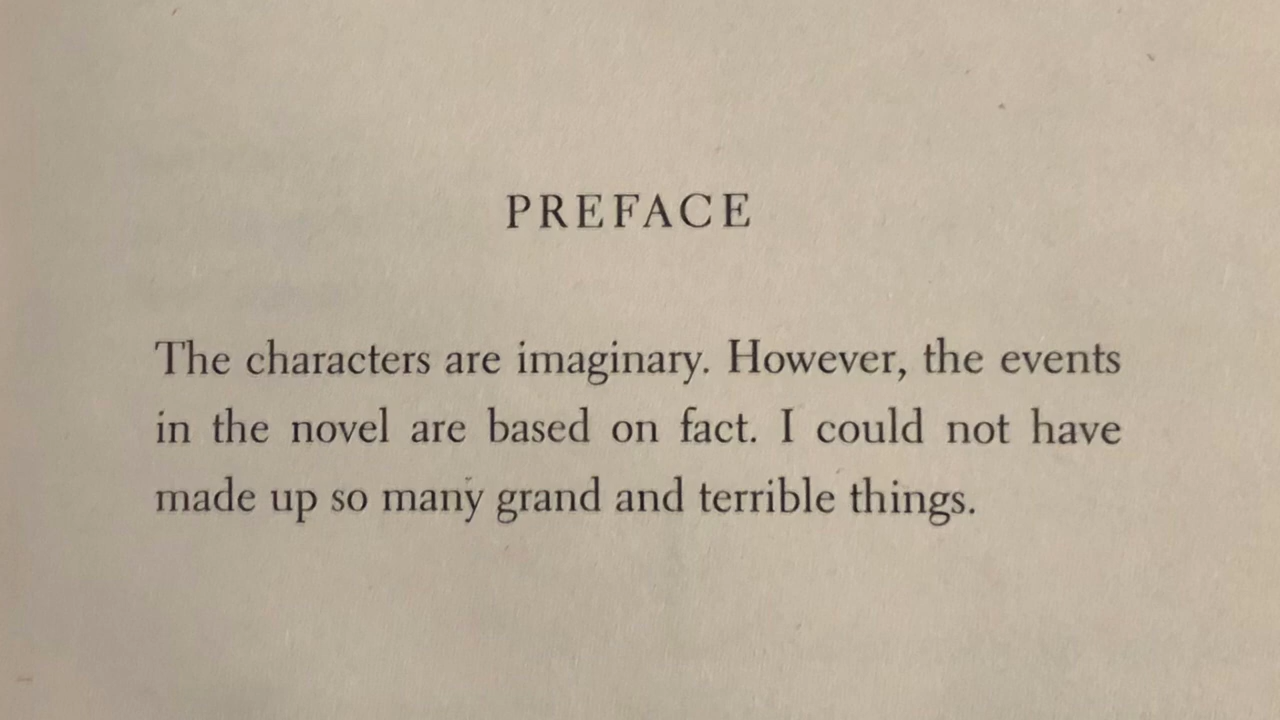 PREFACE
The characters are imaginary. However, the events
in the novel are based on fact. I could not have
made up so many grand and terrible things.